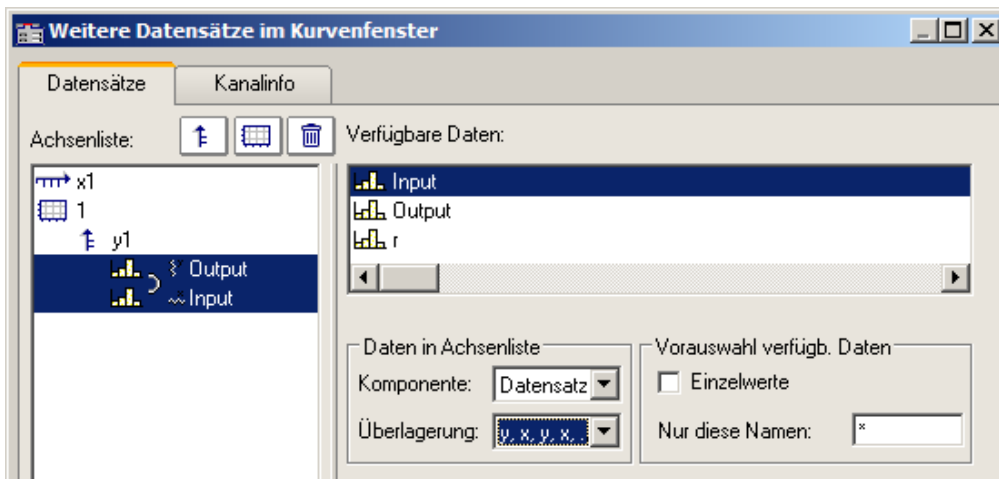 Weitere Datensätze im Kurvenfenster
Datensätze
Kanalinfo
Achsenliste:
Verfügbare Daten:
x1
1
y1
Output
Input
Input
Output
r
Daten in Achsenliste
Komponente: Datensatz
Überlagerung: y, x, y, x, .
Vorauswahl verfügb. Daten
Einzelwerte
Nur diese Namen: *